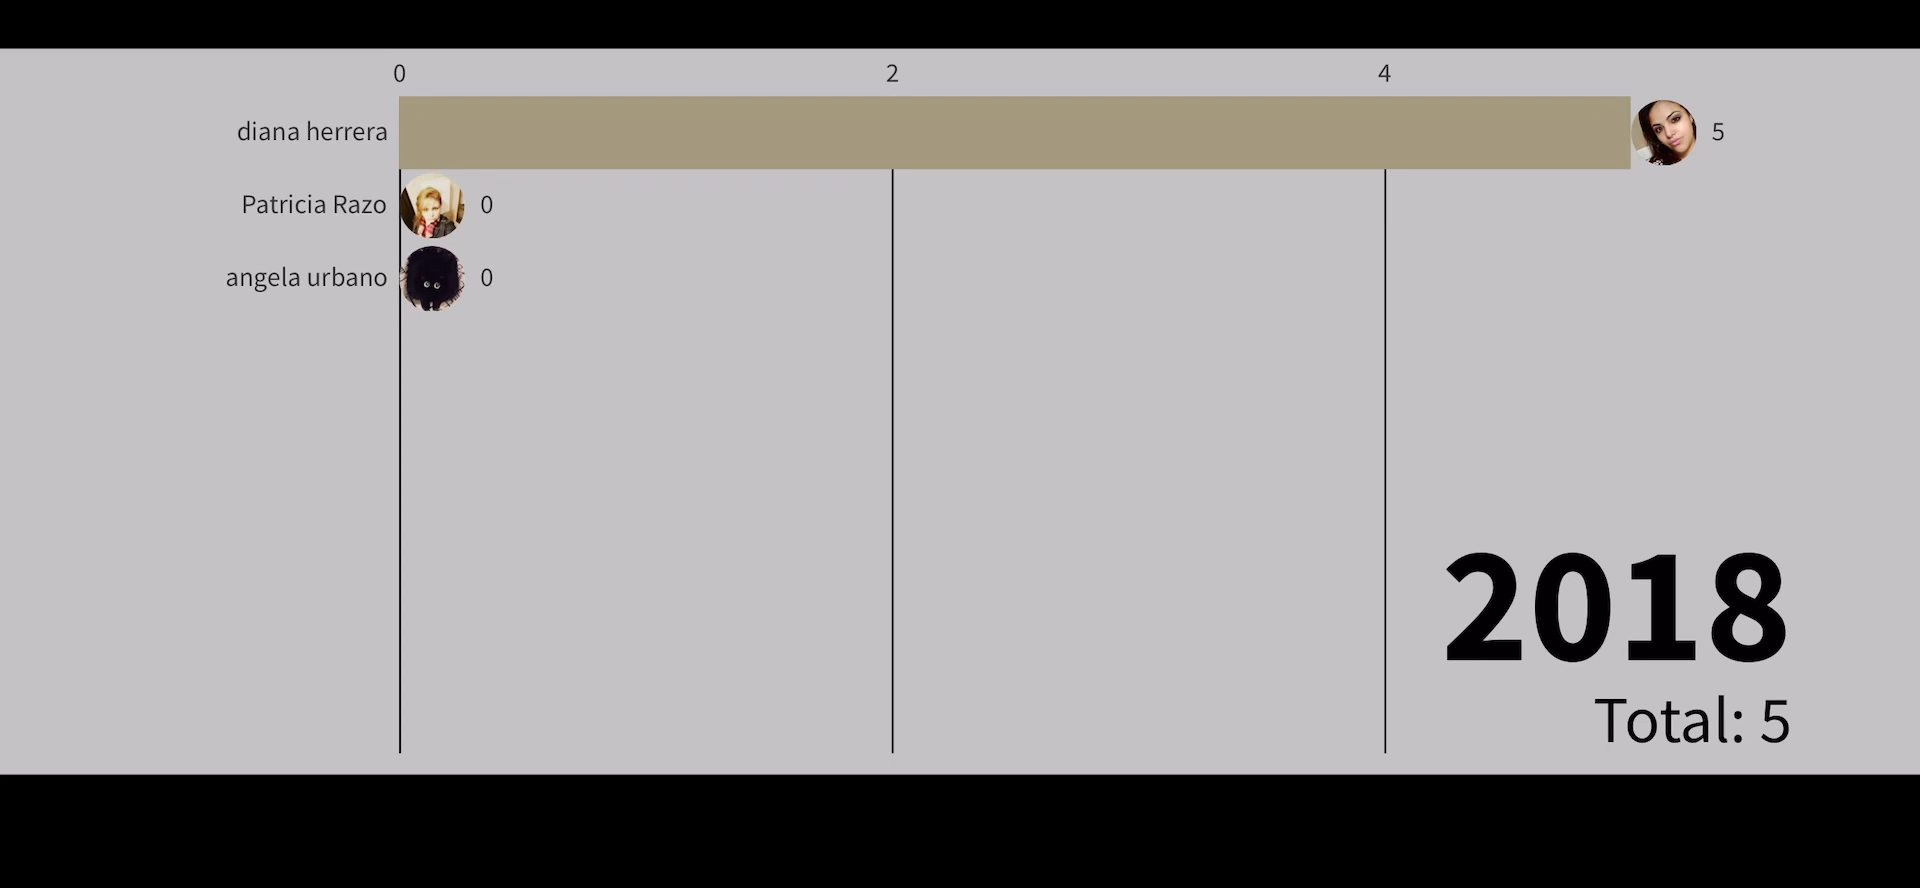 0 2 4
diana herrera 5
Patricia Razo 0
angela urbano 0
2018
Total: 5